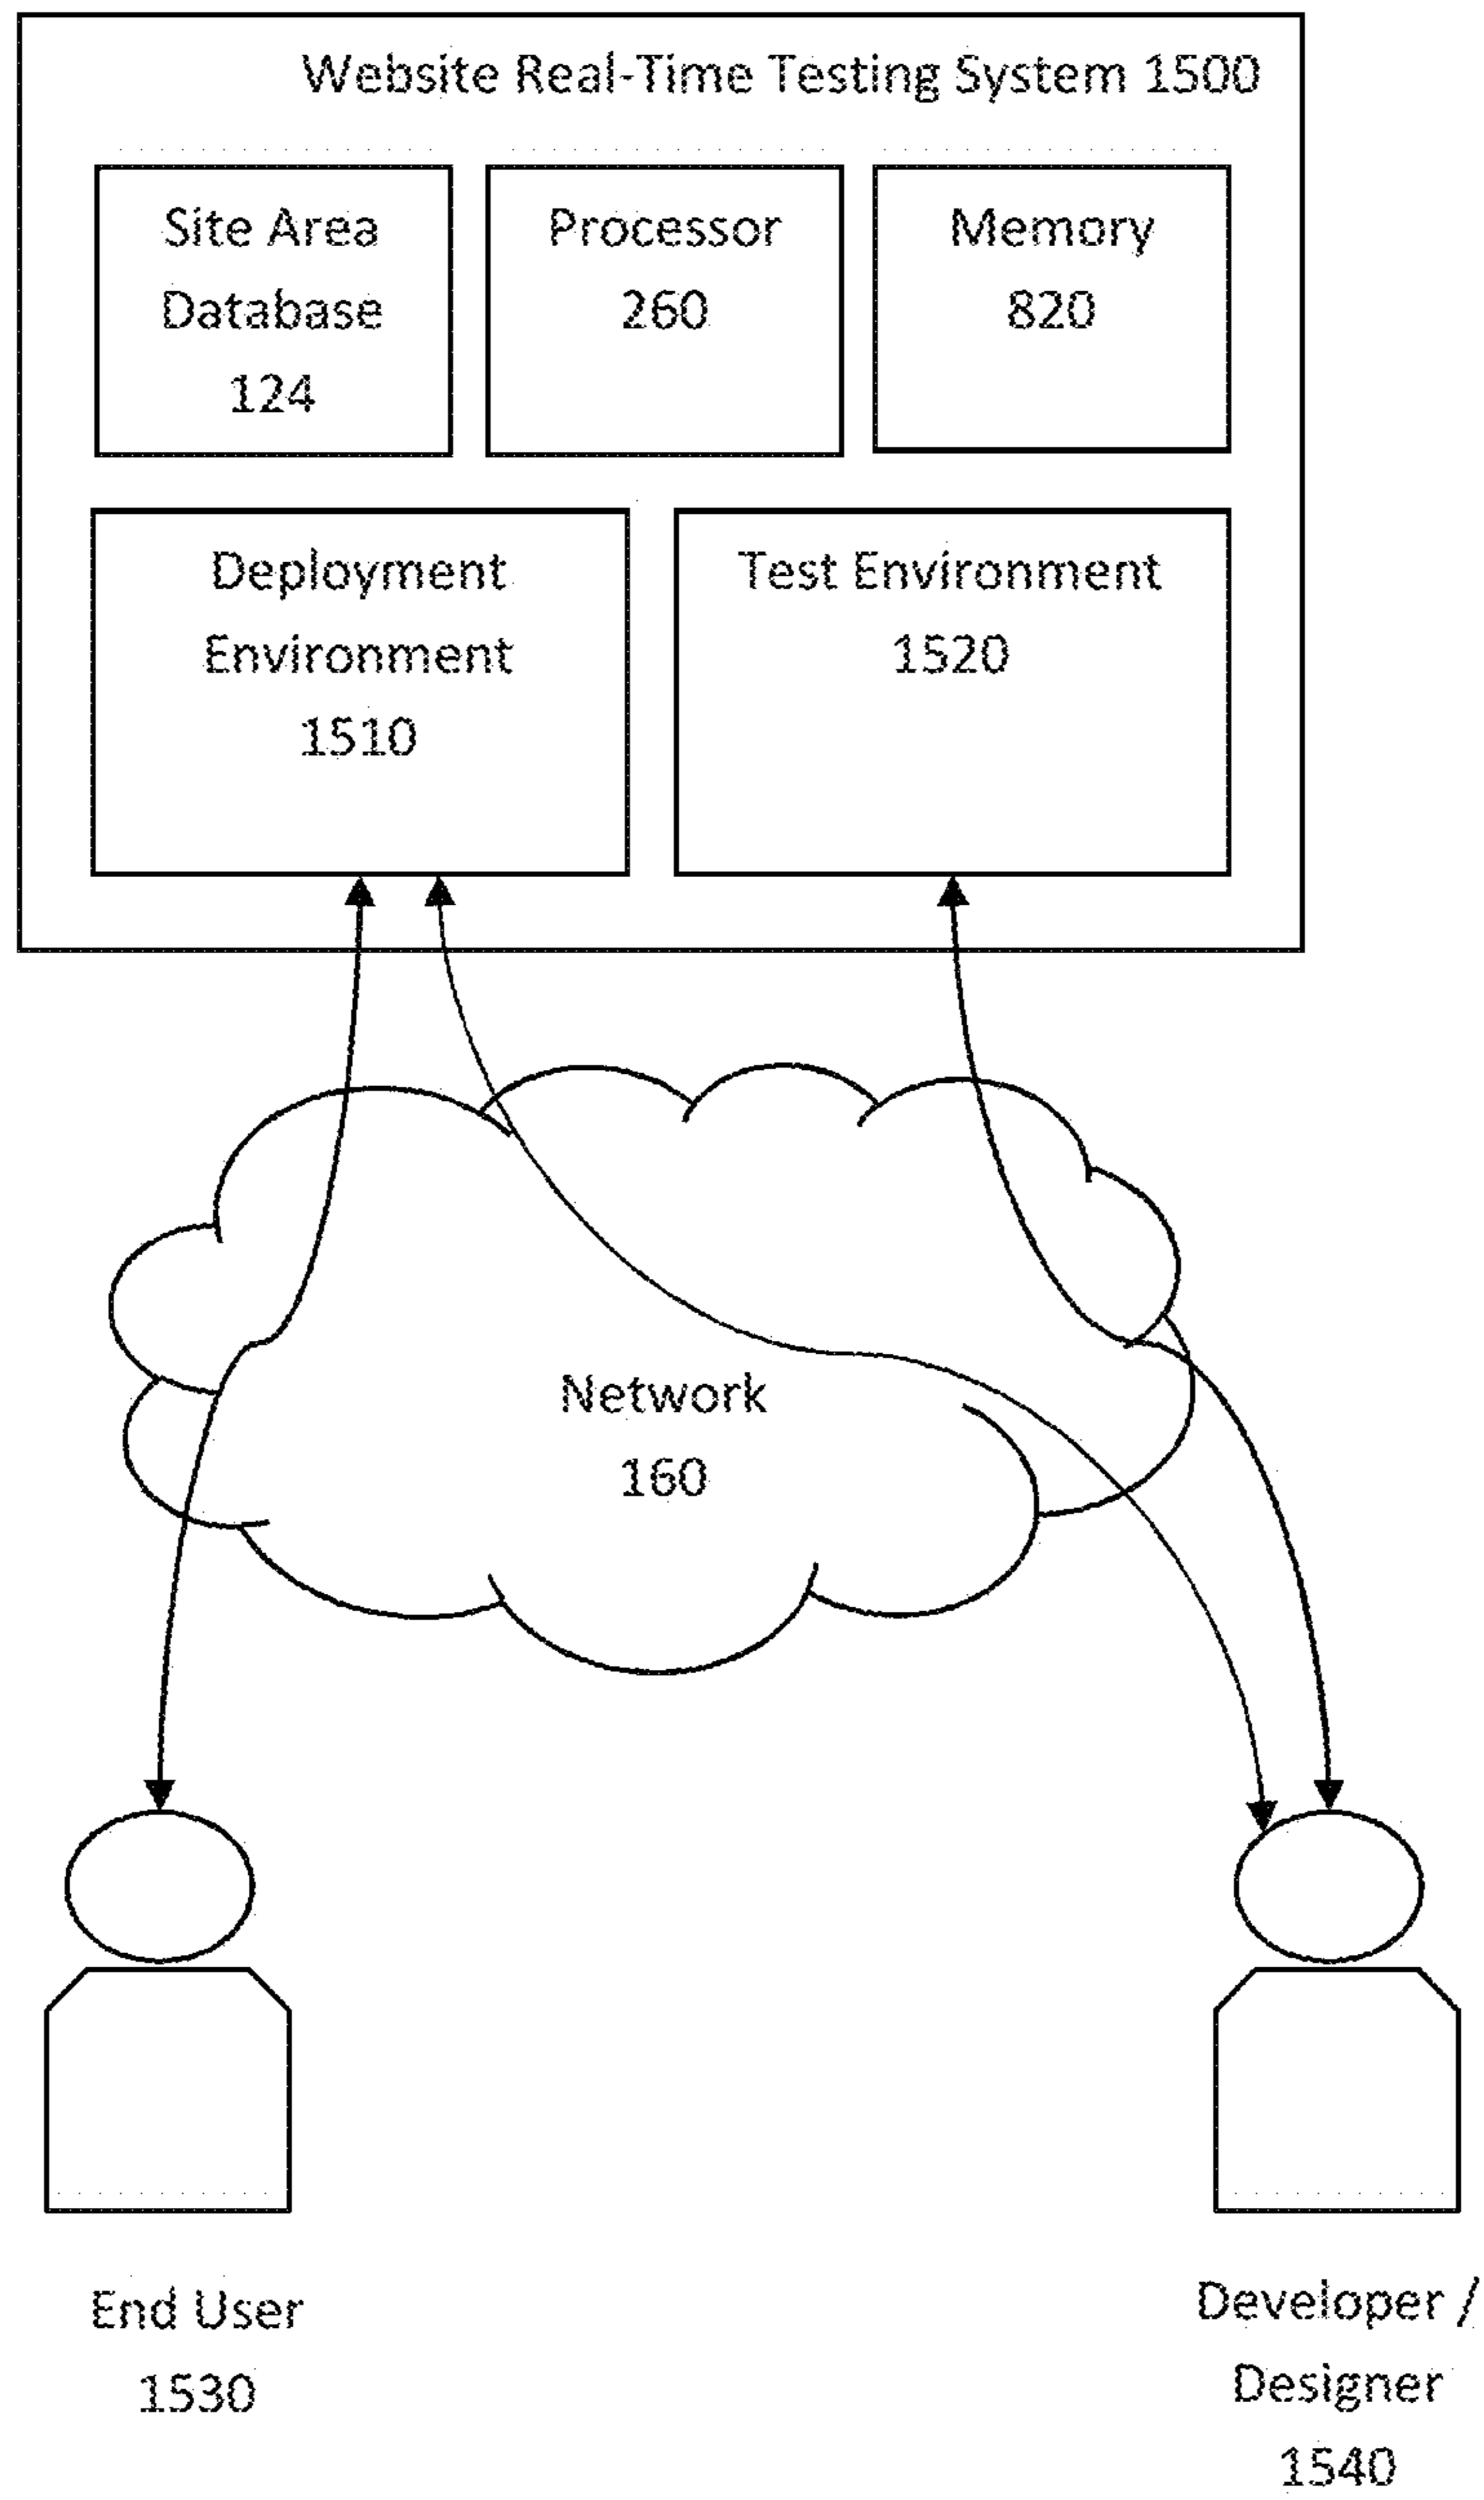 Website Real-Time Testing System 1500
Site Area
Database
124
Processor
260
Memory
820
Deployment
Environment
1510
Test Environment
1520
Network
160
End User
1530
Developer /
Designer
1540